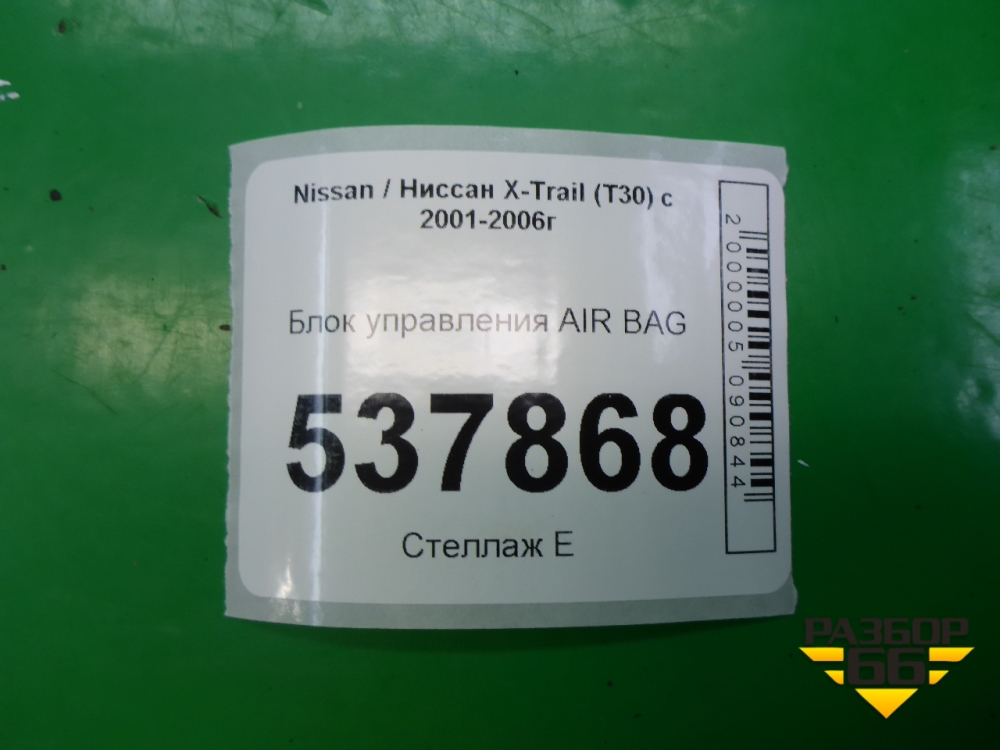 Nissan / Ниссан X-Trail (T30) с
2001-2006г
Блок управления AIR BAG
537868
Стеллаж Е
2000005090844
РАЗБОР
66